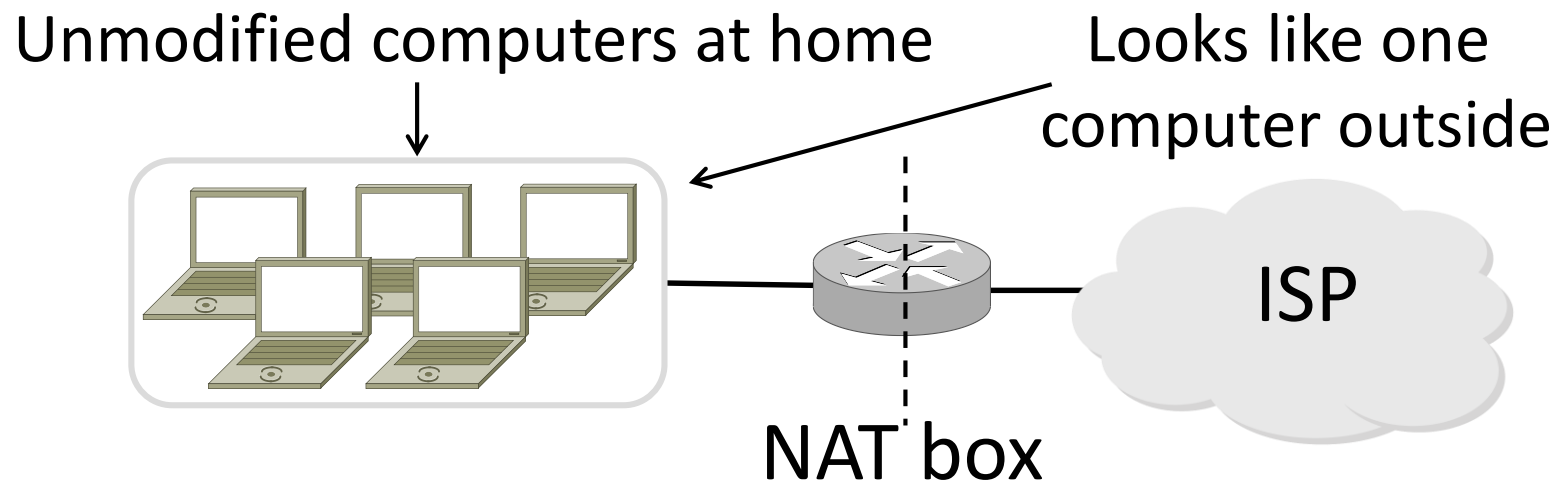 Unmodified computers at home
Looks like one
computer outside
ISP
NAT box